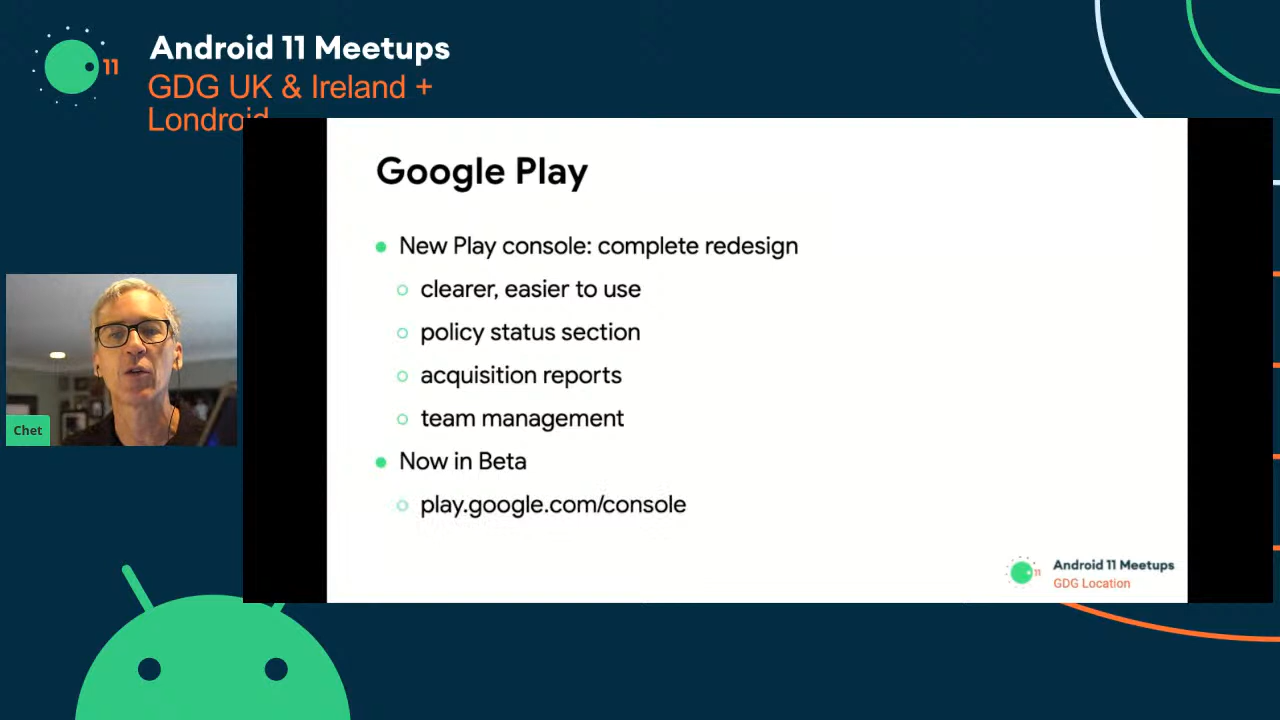 11
Android 11 Meetups
GDG UK & Ireland +
Londroid
Google Play
New Play console: complete redesign
clearer, easier to use
policy status section
acquisition reports
team management
Now in Beta
play.google.com/console
Chet
11
Android 11 Meetups
GDG Location